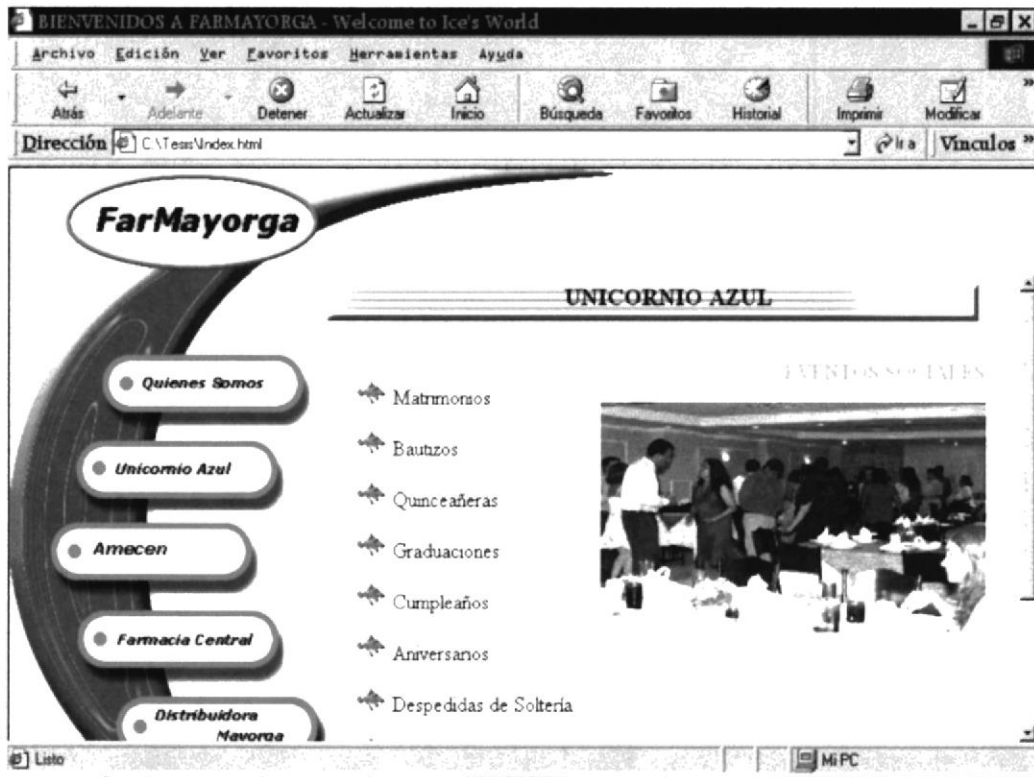 BIENVENIDOS A FARMAYORGA - Welcome to Ice's World
Archivo Edición Ver Favoritos Herramientas Ayuda
Atrás Adelante Detener Actualizar Inicio Búsqueda Favoritos Historial Imprimir Modificar »
Dirección C:\Tesis\Index.html Ir a Vínculos »
FarMayorga
UNICORNIO AZUL
EVENTOS SOCIALES
Quienes Somos
Unicornio Azul
Amecen
Farmacia Central
Distribuidora
Mayorga
Matrimonios
Bautizos
Quinceañeras
Graduaciones
Cumpleaños
Aniversarios
Despedidas de Soltería
Listo Mi PC